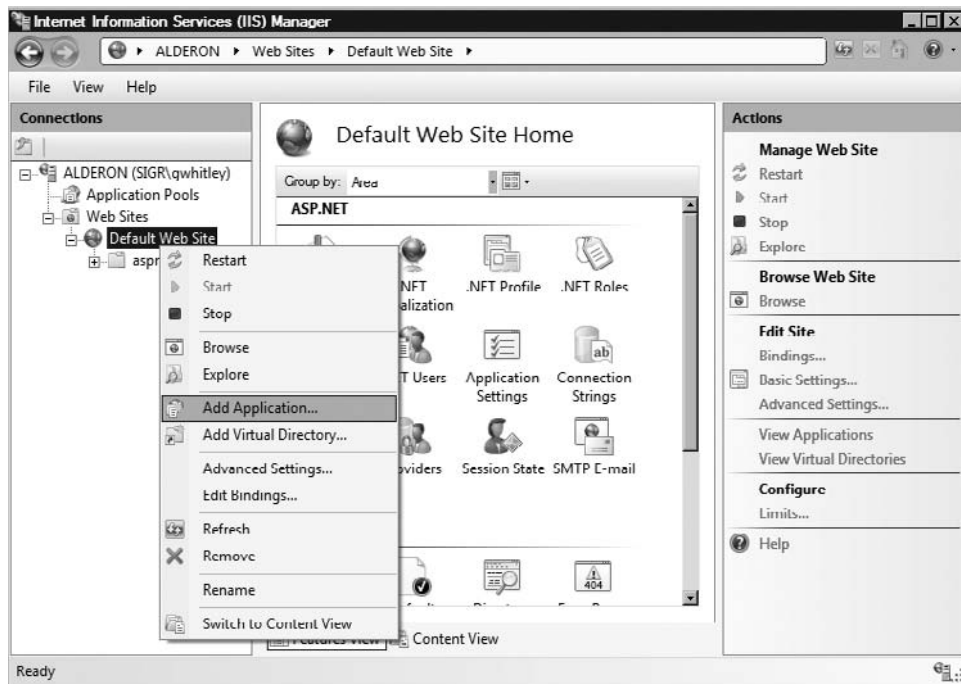 Internet Information Services (IIS) Manager
ALDERON
Web Sites
Default Web Site
File View Help
Connections
ALDERON (SIGR\qwhitley)
Application Pools
Web Sites
Default Web Site
Restart
Start
Stop
Browse
Explore
Add Application...
Add Virtual Directory...
Advanced Settings...
Edit Bindings...
Refresh
Remove
Rename
Switch to Content View
Default Web Site Home
Group by: Area
ASP.NET
.NET Profile
.NET Roles
Application Settings
Connection Strings
ab
Session State
SMTP E-mail
404
Content View
Actions
Manage Web Site
Restart
Start
Stop
Explore
Browse Web Site
Browse
Edit Site
Bindings...
Basic Settings...
Advanced Settings...
View Applications
View Virtual Directories
Configure
Limits...
Help
Ready